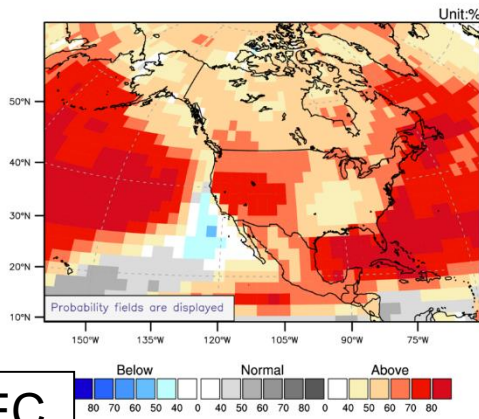 Unit:%
50°N
40°N
30°N
20°N
10°N
Probability fields are displayed
150°W 135°W 120°W 105°W 90°W 75°W
EC
Below Normal Above
80 70 60 50 40 0 40 50 60 70 80 0 40 50 60 70 80